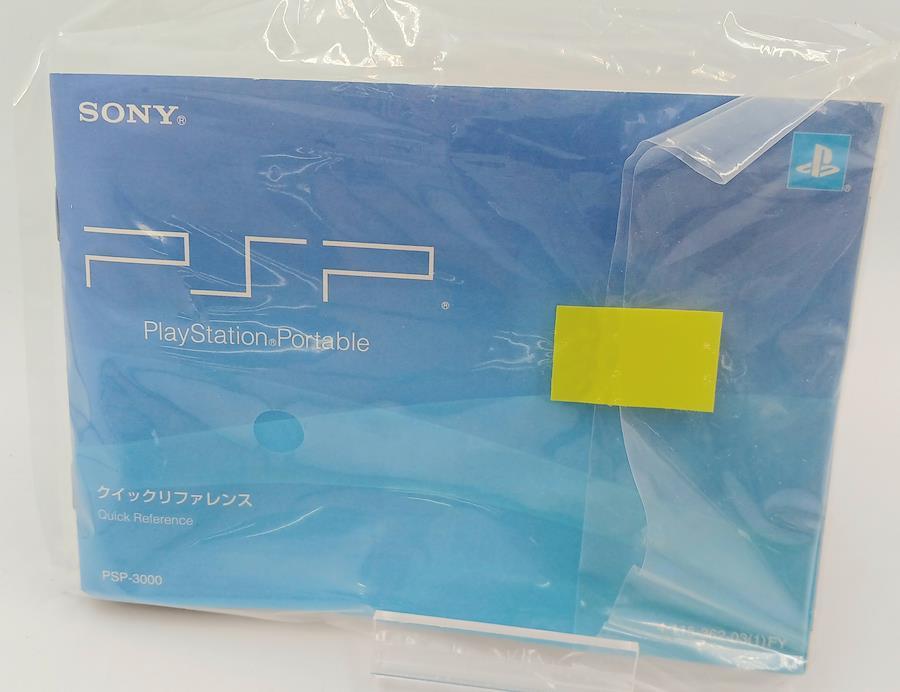 SONY®
PSP®
PlayStation®Portable
クイックリファレンス
Quick Reference
PSP-3000